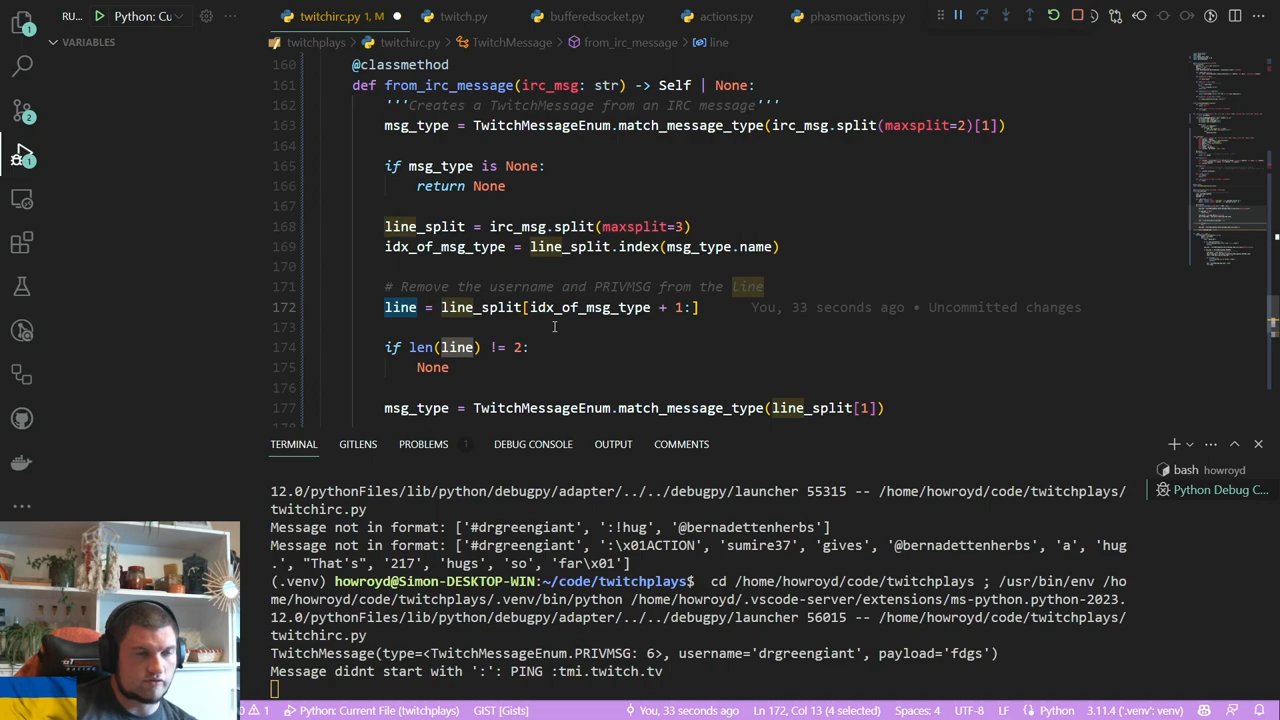 RU...
Python: Cu
twitchirc.py 1, M
twitch.py
bufferedsocket.py
actions.py
phasmoactions.py
VARIABLES
twitchplays > twitchirc.py > TwitchMessage > from_irc_message > line
160 @classmethod
161 def from_irc_message(irc_msg: str) -> Self | None:
162 '''Creates TwitchMessage from an IRC message'''
163 msg_type = TwitchMessageEnum.match_message_type(irc_msg.split(maxsplit=2)[1])
164
165 if msg_type is None:
166 return None
167
168 line_split = _msg.split(maxsplit=
169 idx_of_msg_type = line_split.index(msg_type.name)
170
171 # Remove the username and PRIVMSG from the line
172 line = line_split[idx_of_msg_type + 1:] You, 33 seconds ago • Uncommitted changes
173
174 if len(line) != 2:
175 None
176
177 msg_type = TwitchMessageEnum.match_message_type(line_split[1])
TERMINAL GITLENS PROBLEMS 1 DEBUG CONSOLE OUTPUT COMMENTS
bash howroyd
Python Debug C...
12.0/pythonFiles/lib/python/debugpy/adapter/../../debugpy/launcher 55315 -- /home/howroyd/code/twitchplays/
twitchirc.py
Message not in format: ['#drgreengiant', ':!hug', '@bernadettenherbs']
Message not in format: ['#drgreengiant', ':\x01ACTION', 'sumire37', 'gives', '@bernadettenherbs', 'a', 'hug
.', "That's", '217', 'hugs', 'so', 'far\x01']
(.venv) howroyd@Simon-DESKTOP-WIN:~/code/twitchplays$ cd /home/howroyd/code/twitchplays ; /usr/bin/env /ho
me/howroyd/code/twitchplays/.venv/bin/python /home/howroyd/.vscode-server/extensions/ms-python.python-2023.
12.0/pythonFiles/lib/python/debugpy/adapter/../../debugpy/launcher 56015 -- /home/howroyd/code/twitchplays/
twitchirc.py
TwitchMessage(type=<TwitchMessageEnum.PRIVMSG: 6>, username='drgreengiant', payload='fdgs')
Message didnt start with ':': PING :tmi.twitch.tv
0 1 Python: Current File (twitchplays) GIST [Gists] You, 33 seconds ago Ln 172, Col 13 (4 selected) Spaces: 4 UTF-8 LF Python 3.11.4 ('.venv': venv)